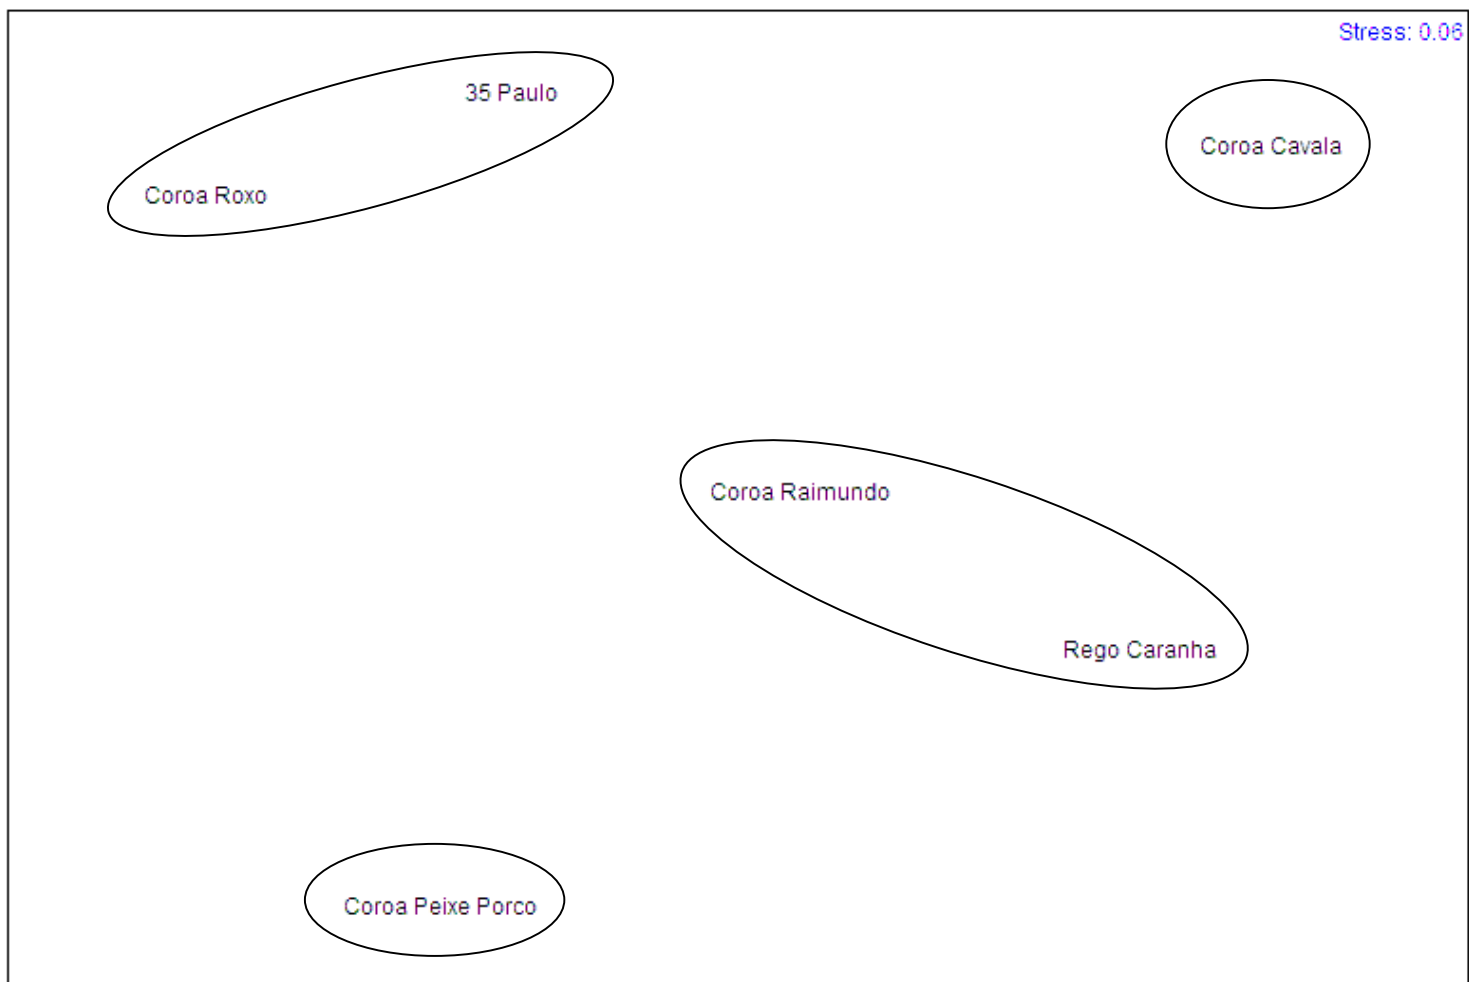 Stress: 0.06
35 Paulo
Coroa Cavala
Coroa Roxo
Coroa Raimundo
Rego Caranha
Coroa Peixe Porco